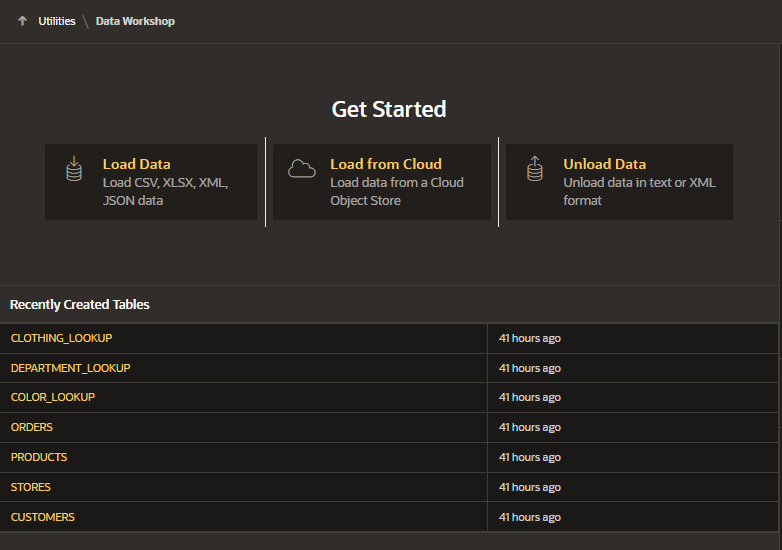 Utilities \ Data Workshop
Get Started
Load Data
Load CSV, XLSX, XML,
JSON data
Load from Cloud
Load data from a Cloud
Object Store
Unload Data
Unload data in text or XML
format
Recently Created Tables
CLOTHING_LOOKUP 41 hours ago
DEPARTMENT_LOOKUP 41 hours ago
COLOR_LOOKUP 41 hours ago
ORDERS 41 hours ago
PRODUCTS 41 hours ago
STORES 41 hours ago
CUSTOMERS 41 hours ago